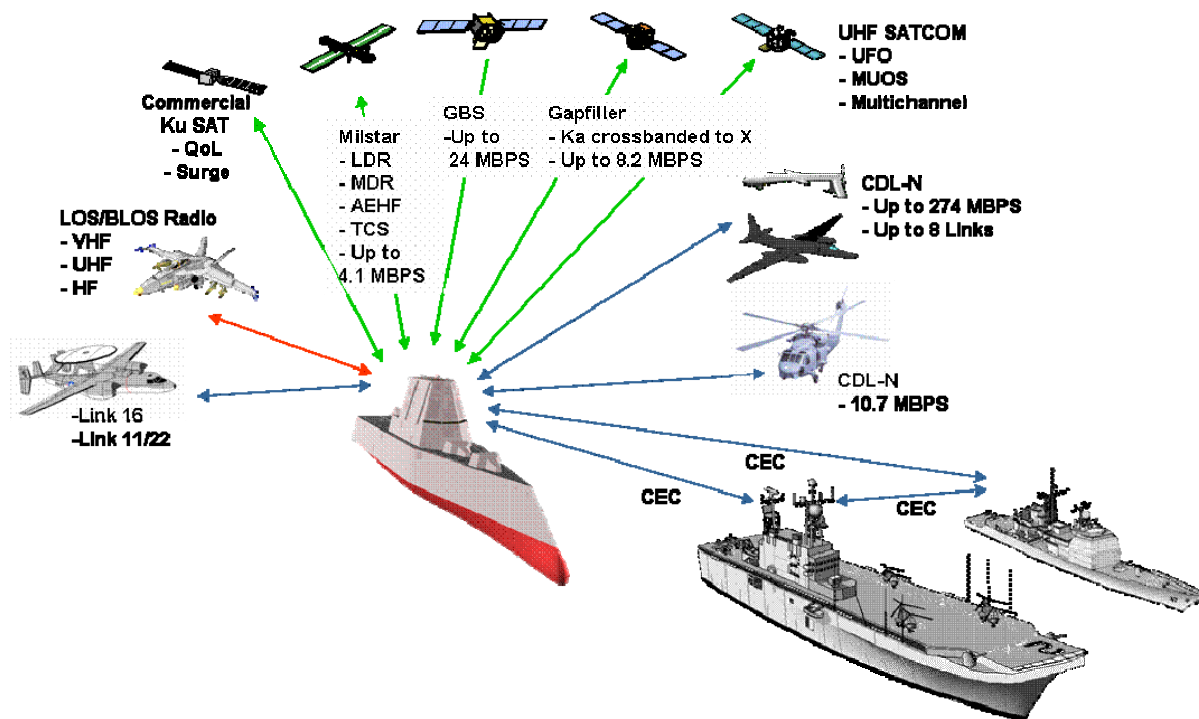 UHF SATCOM
- UFO
- MUOS
- Multichannel
Commercial
Ku SAT
- QoL
- Surge
Milstar
- LDR
- MDR
- AEHF
- TCS
- Up to
4.1 MBPS
GBS
-Up to
24 MBPS
Gapfiller
- Ka crossbanded to X
- Up to 8.2 MBPS
LOS/BLOS Radio
- VHF
- UHF
- HF
CDL-N
- Up to 274 MBPS
- Up to 8 Links
-Link 16
-Link 11/22
CDL-N
- 10.7 MBPS
CEC
CEC
CEC
2